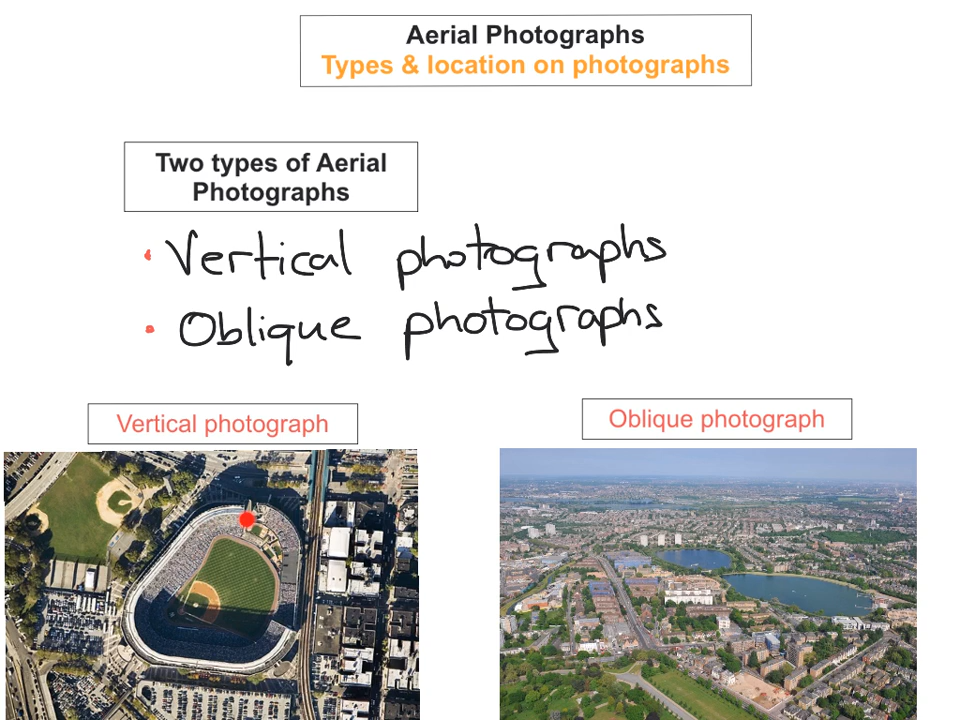 Aerial Photographs
Types & location on photographs
Two types of Aerial
Photographs
• Vertical photographs
• Oblique photographs
Vertical photograph
Oblique photograph